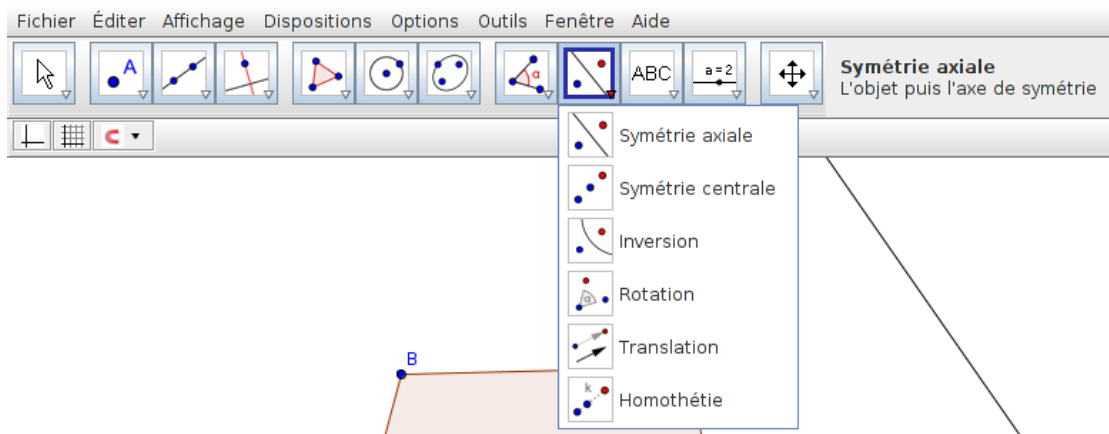 Fichier Éditer Affichage Dispositions Options Outils Fenêtre Aide
A
α
ABC
a=2
Symétrie axiale
L'objet puis l'axe de symétrie
Symétrie axiale
Symétrie centrale
Inversion
α
Rotation
Translation
k
Homothétie
B